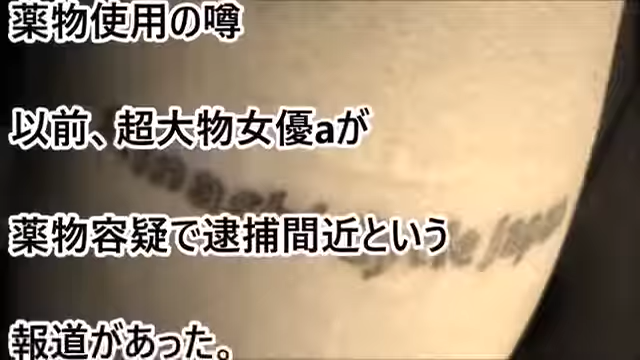 薬物使用の噂
以前、超大物女優aが
薬物容疑で逮捕間近という
報道があった。